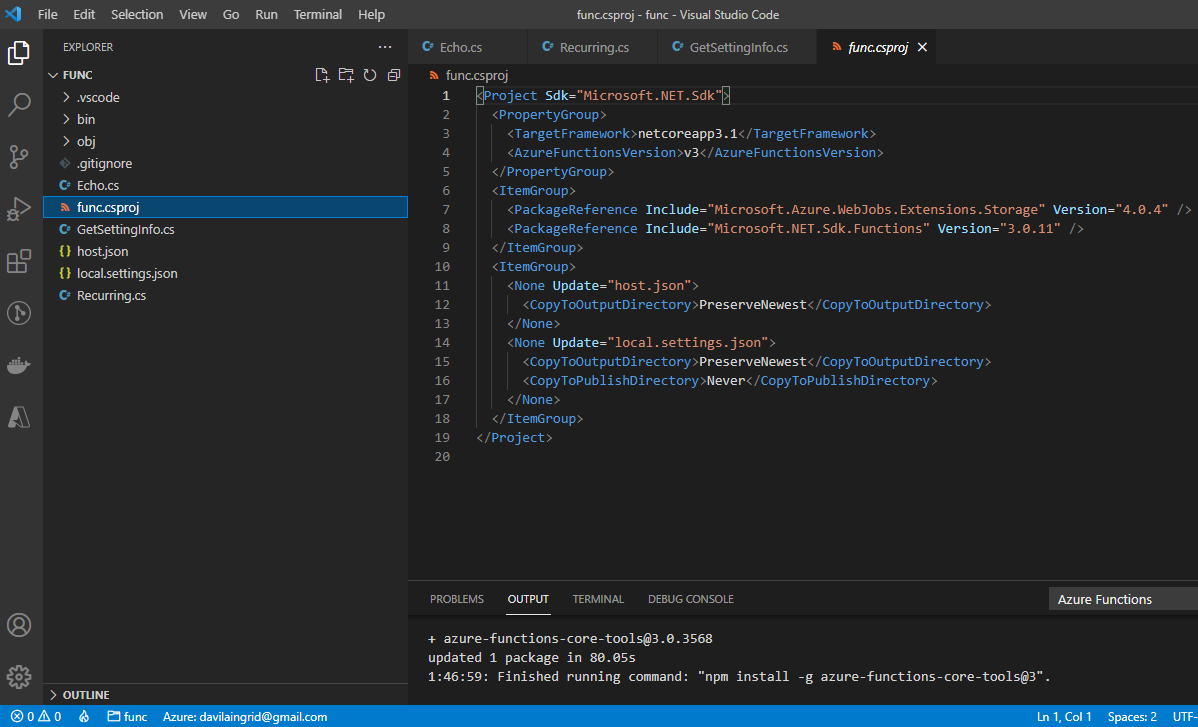 File Edit Selection View Go Run Terminal Help func.csproj - func - Visual Studio Code
EXPLORER ...
FUNC
.vscode
bin
obj
.gitignore
Echo.cs
func.csproj
GetSettingInfo.cs
host.json
local.settings.json
Recurring.cs
OUTLINE
Echo.cs Recurring.cs GetSettingInfo.cs func.csproj
func.csproj
1 <Project Sdk="Microsoft.NET.Sdk">
2 <PropertyGroup>
3 <TargetFramework>netcoreapp3.1</TargetFramework>
4 <AzureFunctionsVersion>v3</AzureFunctionsVersion>
5 </PropertyGroup>
6 <ItemGroup>
7 <PackageReference Include="Microsoft.Azure.WebJobs.Extensions.Storage" Version="4.0.4" />
8 <PackageReference Include="Microsoft.NET.Sdk.Functions" Version="3.0.11" />
9 </ItemGroup>
10 <ItemGroup>
11 <None Update="host.json">
12 <CopyToOutputDirectory>PreserveNewest</CopyToOutputDirectory>
13 </None>
14 <None Update="local.settings.json">
15 <CopyToOutputDirectory>PreserveNewest</CopyToOutputDirectory>
16 <CopyToPublishDirectory>Never</CopyToPublishDirectory>
17 </None>
18 </ItemGroup>
19 </Project>
20
PROBLEMS OUTPUT TERMINAL DEBUG CONSOLE Azure Functions
+ azure-functions-core-tools@3.0.3568
updated 1 package in 80.05s
1:46:59: Finished running command: "npm install -g azure-functions-core-tools@3".
0 0 func Azure: davilaingrid@gmail.com Ln 1, Col 1 Spaces: 2 UTF-